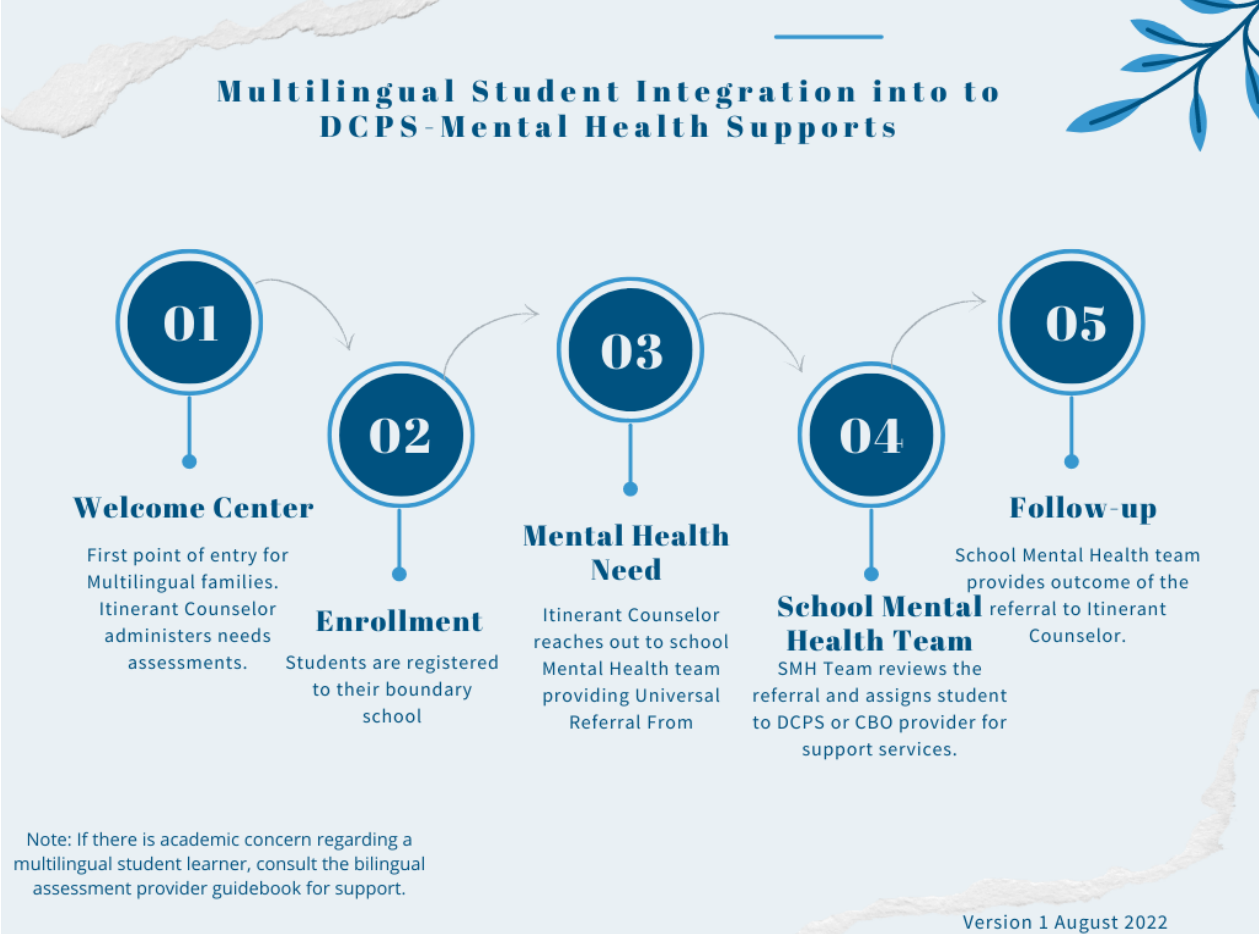 Multilingual Student Integration into to
DCPS-Mental Health Supports
01
Welcome Center
First point of entry for
Multilingual families.
Itinerant Counselor
administers needs
assessments.
02
Enrollment
Students are registered
to their boundary
school
03
Mental Health
Need
Itinerant Counselor
reaches out to school
Mental Health team
providing Universal
Referral From
04
School Mental
Health Team
SMH Team reviews the
referral and assigns student
to DCPS or CBO provider for
support services.
05
Follow-up
School Mental Health team
provides outcome of the
referral to Itinerant
Counselor.
Note: If there is academic concern regarding a
multilingual student learner, consult the bilingual
assessment provider guidebook for support.
Version 1 August 2022